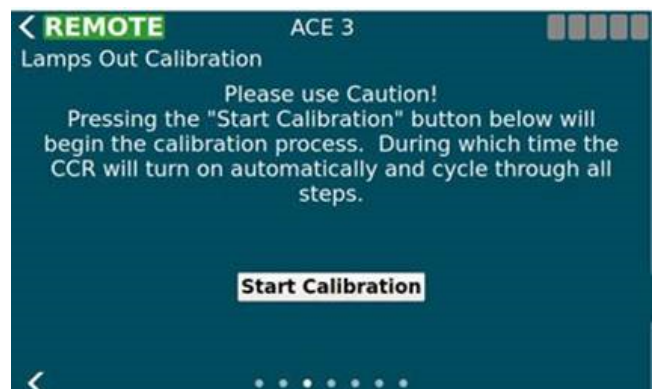 REMOTE ACE 3
Lamps Out Calibration
Please use Caution!
Pressing the "Start Calibration" button below will
begin the calibration process. During which time the
CCR will turn on automatically and cycle through all
steps.
Start Calibration